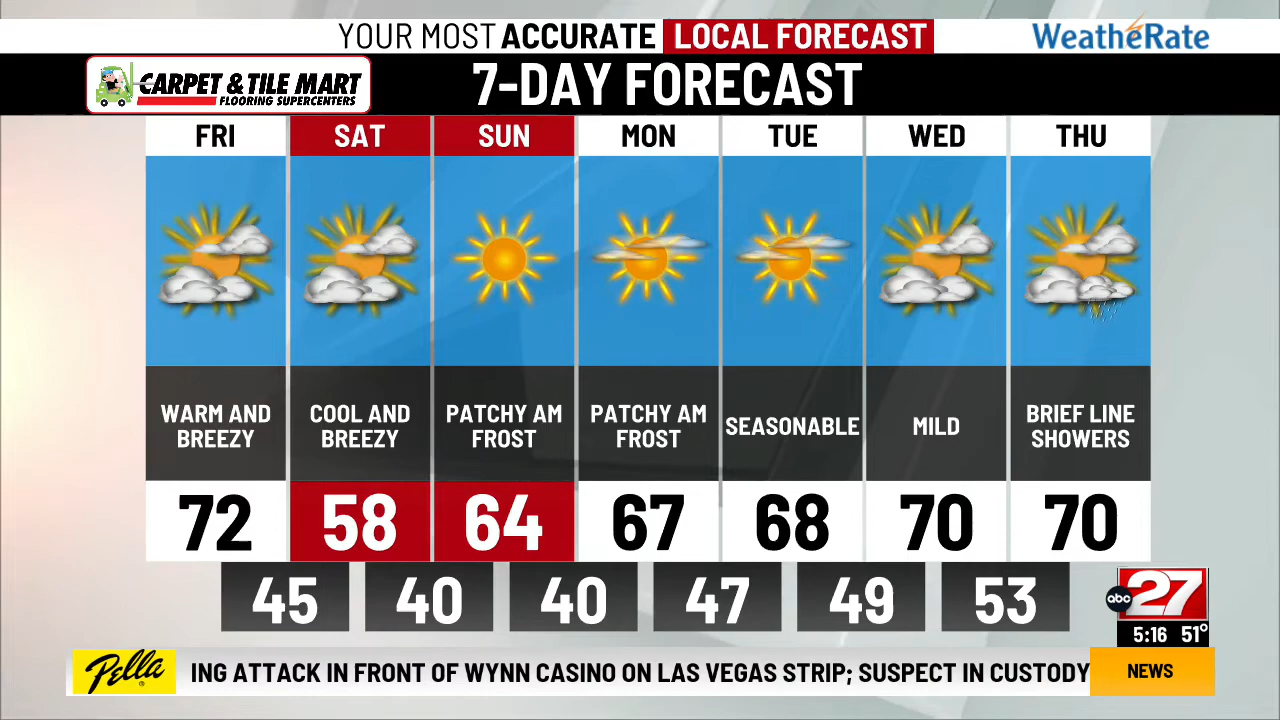 YOUR MOST ACCURATE LOCAL FORECAST
WeatheRate
CARPET & TILE MART
FLOORING SUPERCENTERS
7-DAY FORECAST
FRI SAT SUN MON TUE WED THU
WARM AND BREEZY
COOL AND BREEZY
PATCHY AM FROST
PATCHY AM FROST
SEASONABLE
MILD
BRIEF LINE SHOWERS
72 58 64 67 68 70 70
45 40 40 47 49 53
abc 27
5:16 51°
Pella®
ING ATTACK IN FRONT OF WYNN CASINO ON LAS VEGAS STRIP; SUSPECT IN CUSTODY
NEWS